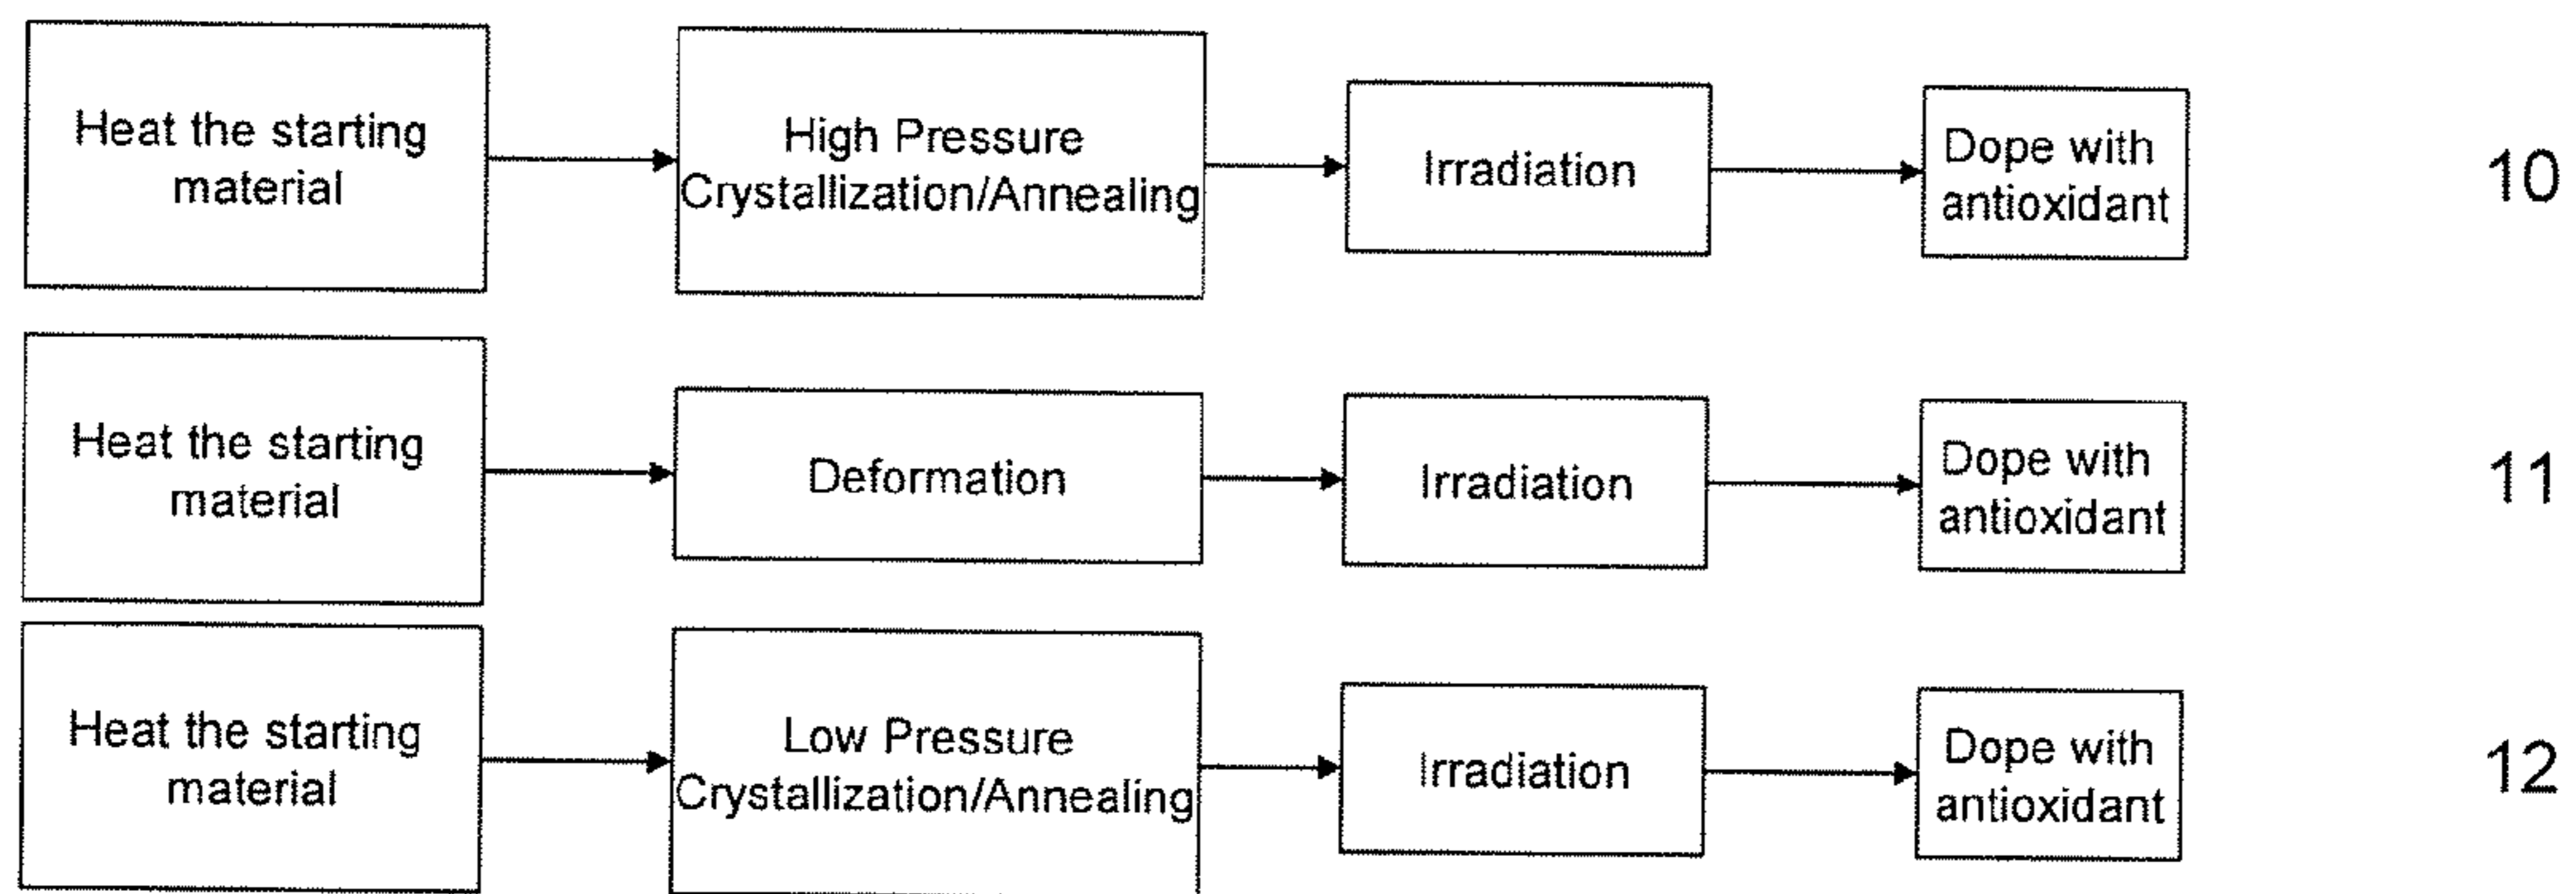 Heat the starting
material
High Pressure
Crystallization/Annealing
Irradiation
Dope with
antioxidant
10
Heat the starting
material
Deformation
Irradiation
Dope with
antioxidant
11
Heat the starting
material
Low Pressure
Crystallization/Annealing
Irradiation
Dope with
antioxidant
12